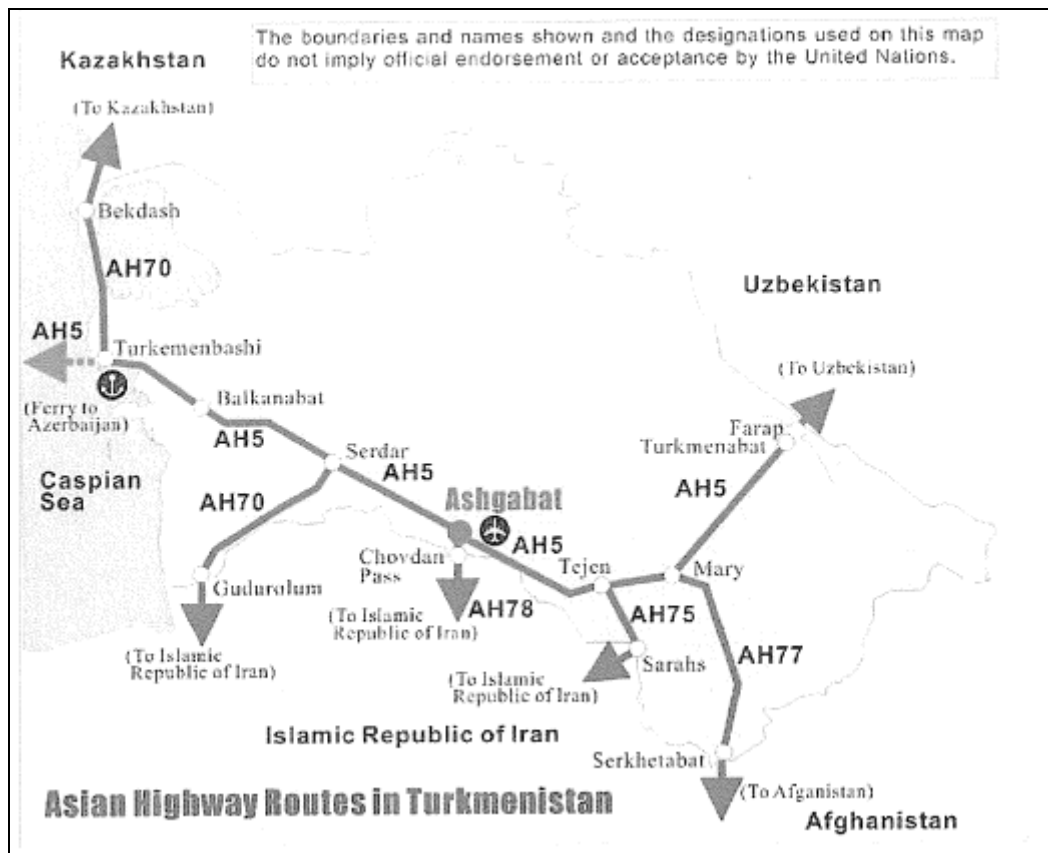 The boundaries and names shown and the designations used on this map
do not imply official endorsement or acceptance by the United Nations.
Kazakhstan
(To Kazakhstan)
Bekdash
AH70
Uzbekistan
AH5
Turkemenbashi
(To Uzbekistan)
(Ferry to
Azerbaijan)
Balkanabat
AH5
Farap
Turkmenabat
Serdar
AH5
Caspian
Sea
AH70
AH5
Ashgabat
AH5
Chovdan
Pass
Tejen
Mary
Gudurolum
AH78
AH75
(To Islamic
Republic of Iran)
(To Islamic
Republic of Iran)
Sarahs
AH77
(To Islamic
Republic of Iran)
Islamic Republic of Iran
Serkhetabat
Asian Highway Routes in Turkmenistan
(To Afganistan)
Afghanistan